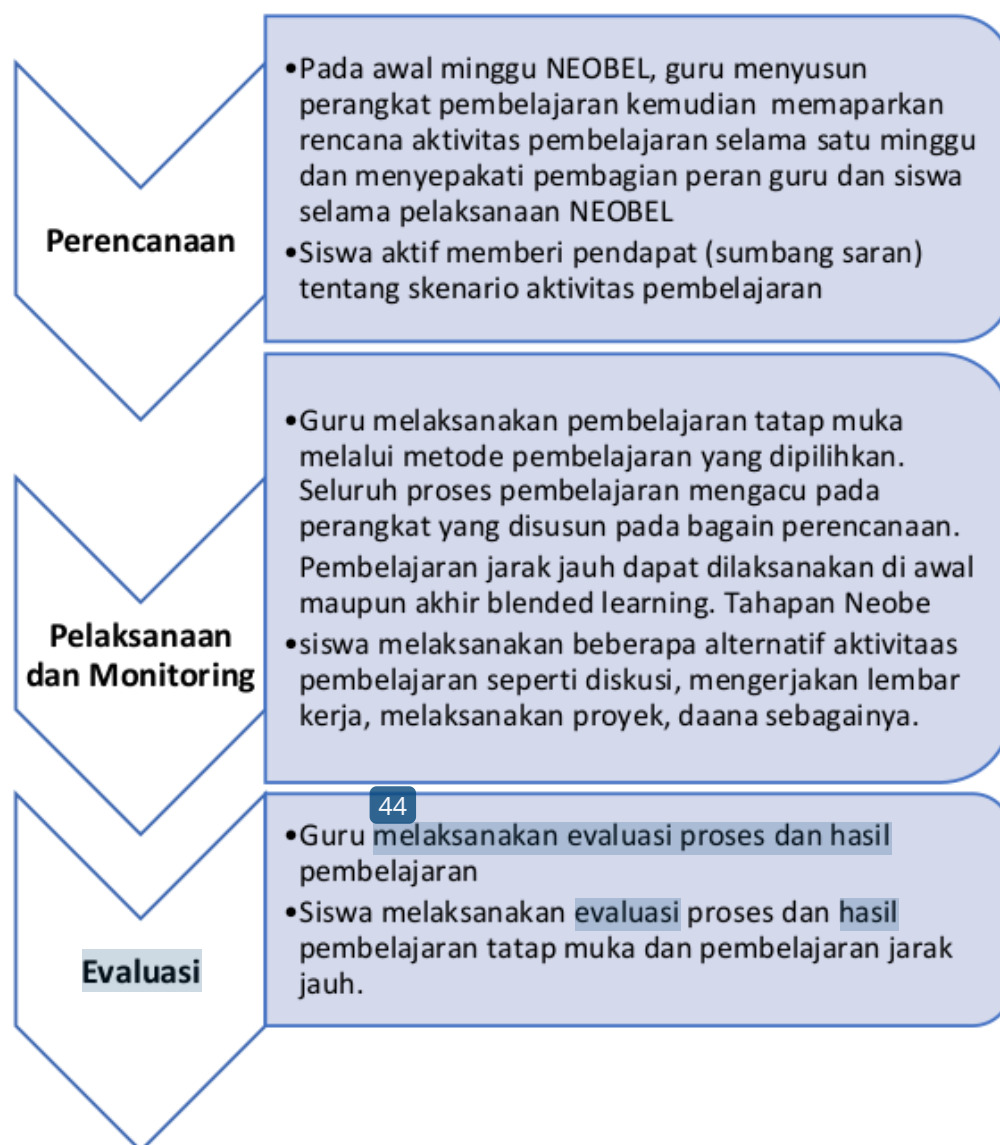 •Pada awal minggu NEOBEL, guru menyusun
perangkat pembelajaran kemudian memaparkan
rencana aktivitas pembelajaran selama satu minggu
dan menyepakati pembagian peran guru dan siswa
selama pelaksanaan NEOBEL
Perencanaan
•Siswa aktif memberi pendapat (sumbang saran)
tentang skenario aktivitas pembelajaran
•Guru melaksanakan pembelajaran tatap muka
melalui metode pembelajaran yang dipilihkan.
Seluruh proses pembelajaran mengacu pada
perangkat yang disusun pada bagain perencanaan.
Pembelajaran jarak jauh dapat dilaksanakan di awal
maupun akhir blended learning. Tahapan Neobe
Pelaksanaan
dan Monitoring
•siswa melaksanakan beberapa alternatif aktivitaas
pembelajaran seperti diskusi, mengerjakan lembar
kerja, melaksanakan proyek, daana sebagainya.
44
•Guru melaksanakan evaluasi proses dan hasil
pembelajaran
•Siswa melaksanakan evaluasi proses dan hasil
pembelajaran tatap muka dan pembelajaran jarak
jauh.
Evaluasi